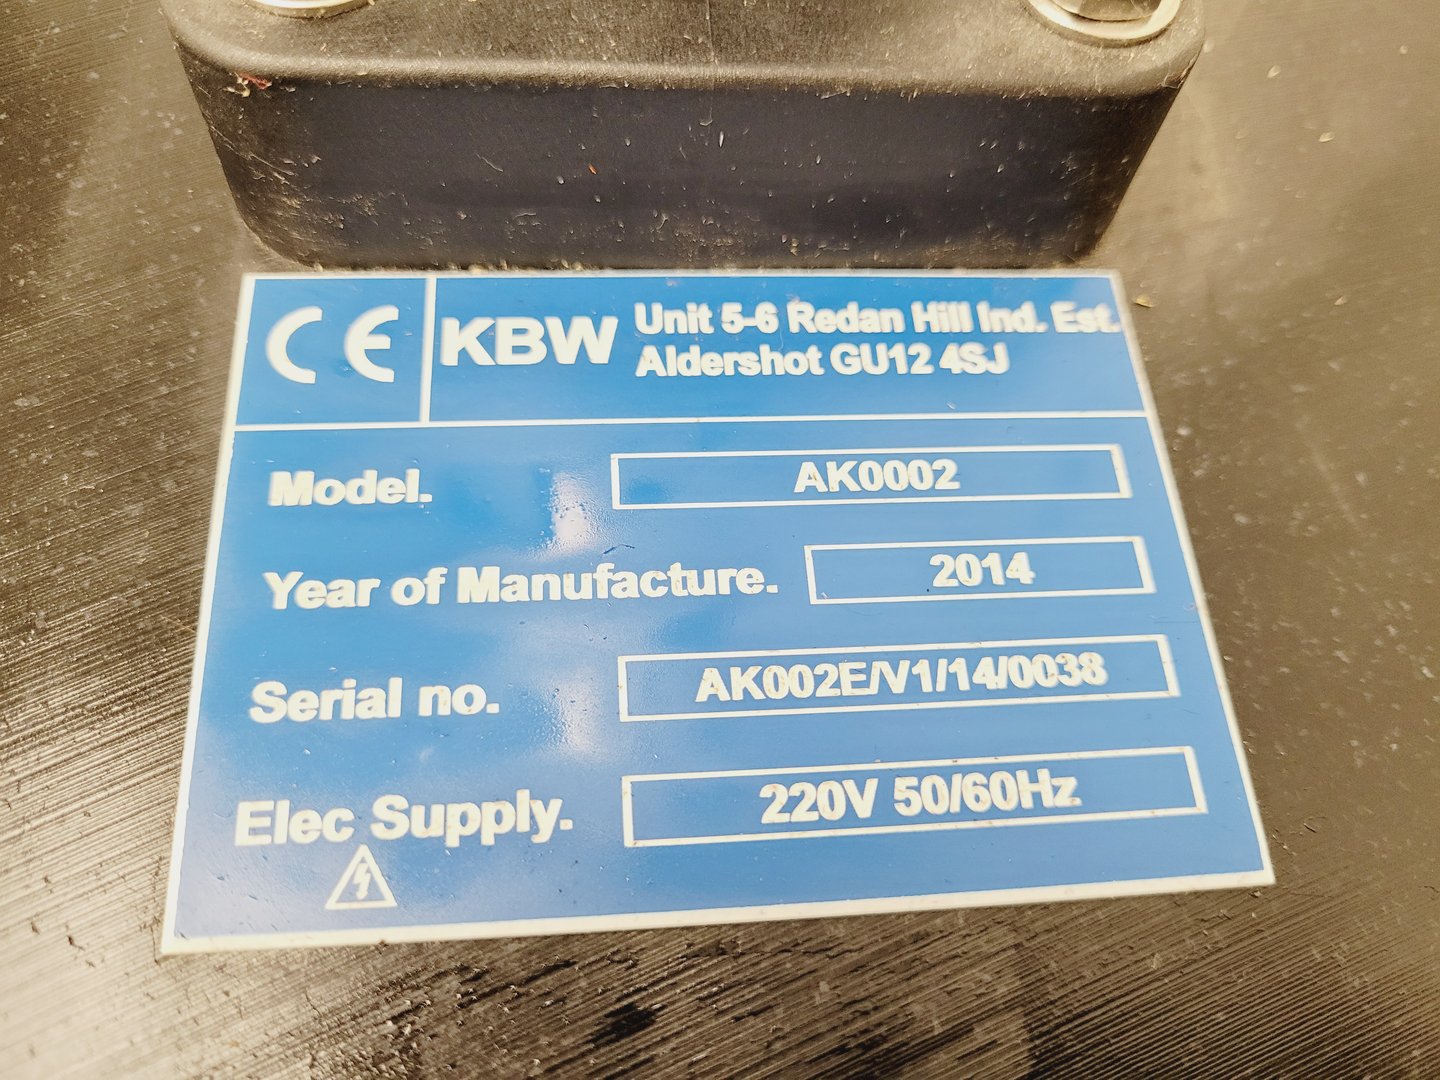 CE
KBW
Unit 5-6 Redan Hill Ind. Est.
Aldershot GU12 4SJ
Model. AK0002
Year of Manufacture. 2014
Serial no. AK002E/V1/14/0038
Elec Supply. 220V 50/60Hz